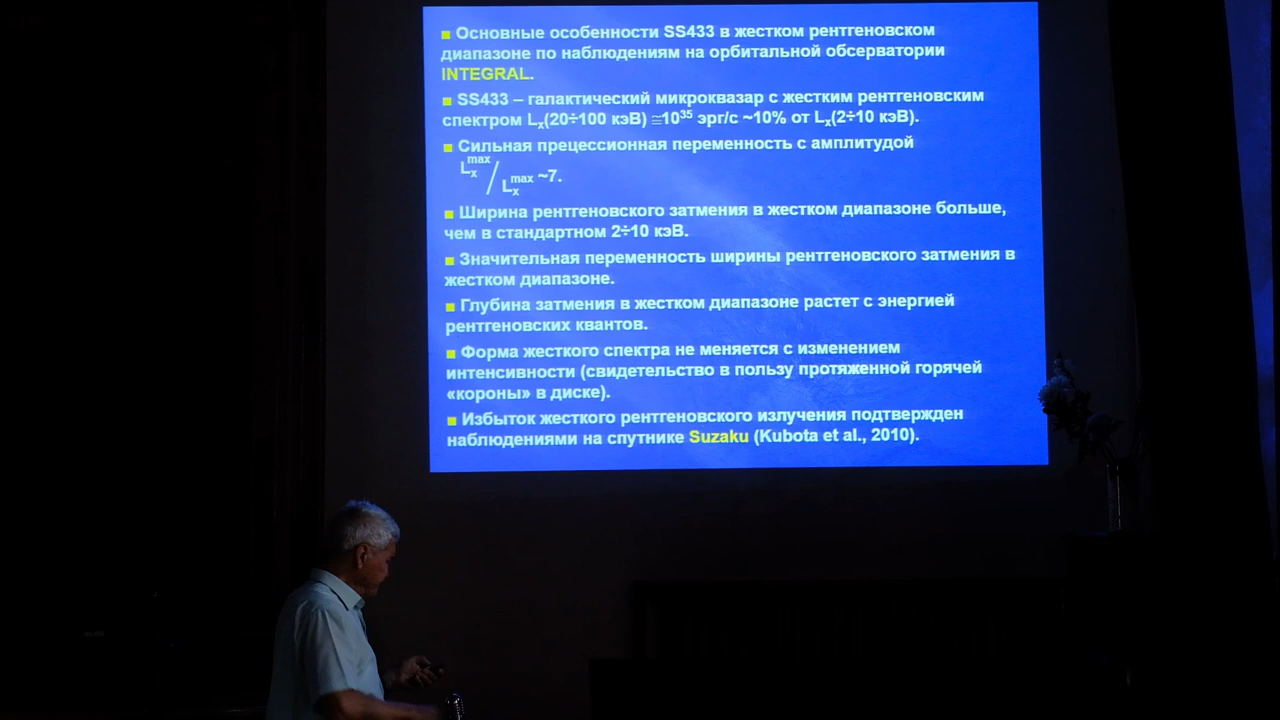 ■ Основные особенности SS433 в жестком рентгеновском
диапазоне по наблюдениям на орбитальной обсерватории
INTEGRAL.
■ SS433 – галактический микроквазар с жестким рентгеновским
спектром Lx(20÷100 кэВ) ≅10³⁵ эрг/с ~10% от Lx(2÷10 кэВ).
■ Сильная прецессионная переменность с амплитудой
Lx^max / Lx^max ~7.
■ Ширина рентгеновского затмения в жестком диапазоне больше,
чем в стандартном 2÷10 кэВ.
■ Значительная переменность ширины рентгеновского затмения в
жестком диапазоне.
■ Глубина затмения в жестком диапазоне растет с энергией
рентгеновских квантов.
■ Форма жесткого спектра не меняется с изменением
интенсивности (свидетельство в пользу протяженной горячей
«короны» в диске).
■ Избыток жесткого рентгеновского излучения подтвержден
наблюдениями на спутнике Suzaku (Kubota et al., 2010).